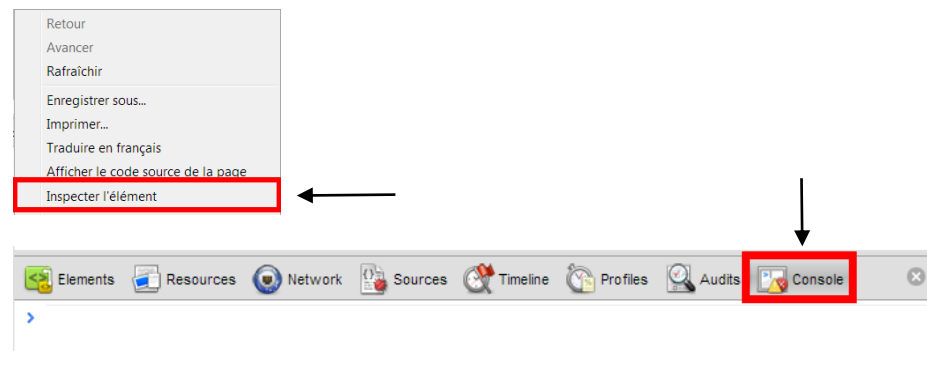 Retour
Avancer
Rafraîchir
Enregistrer sous...
Imprimer...
Traduire en français
Afficher le code source de la page
Inspecter l'élément
Elements Resources Network Sources Timeline Profiles Audits Console